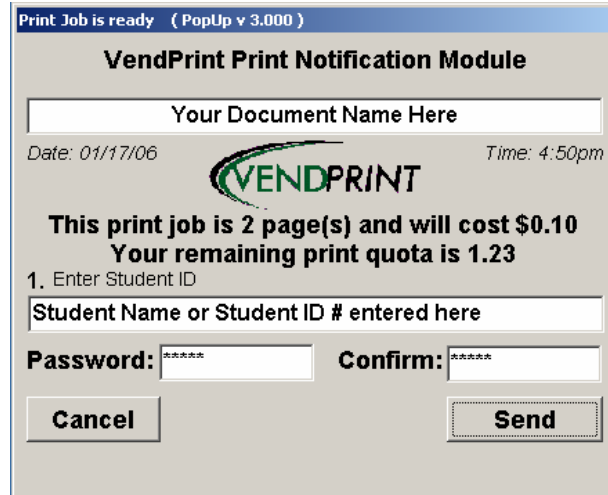 Print Job is ready ( PopUp v 3.000 )
VendPrint Print Notification Module
Your Document Name Here
Date: 01/17/06 Time: 4:50pm
VENDPRINT
This print job is 2 page(s) and will cost $0.10
Your remaining print quota is 1.23
1. Enter Student ID
Student Name or Student ID # entered here
Password: ***** Confirm: *****
Cancel Send